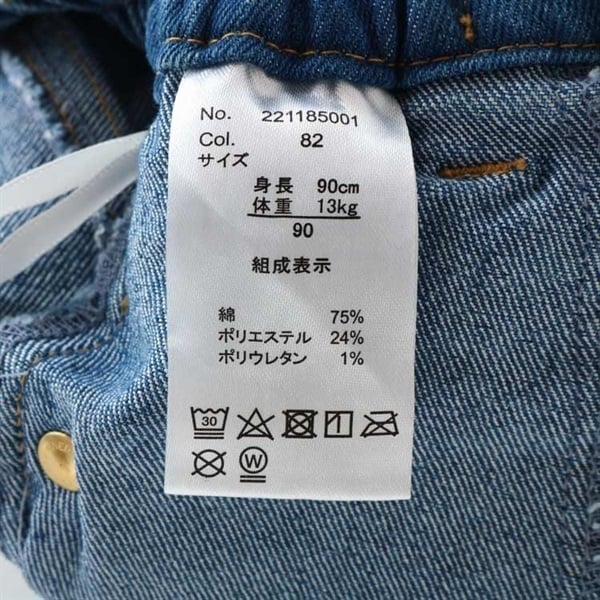 No. 221185001
Col. 82
サイズ
身長 90cm
体重 13kg
90
組成表示
綿 75%
ポリエステル 24%
ポリウレタン 1%
30
W